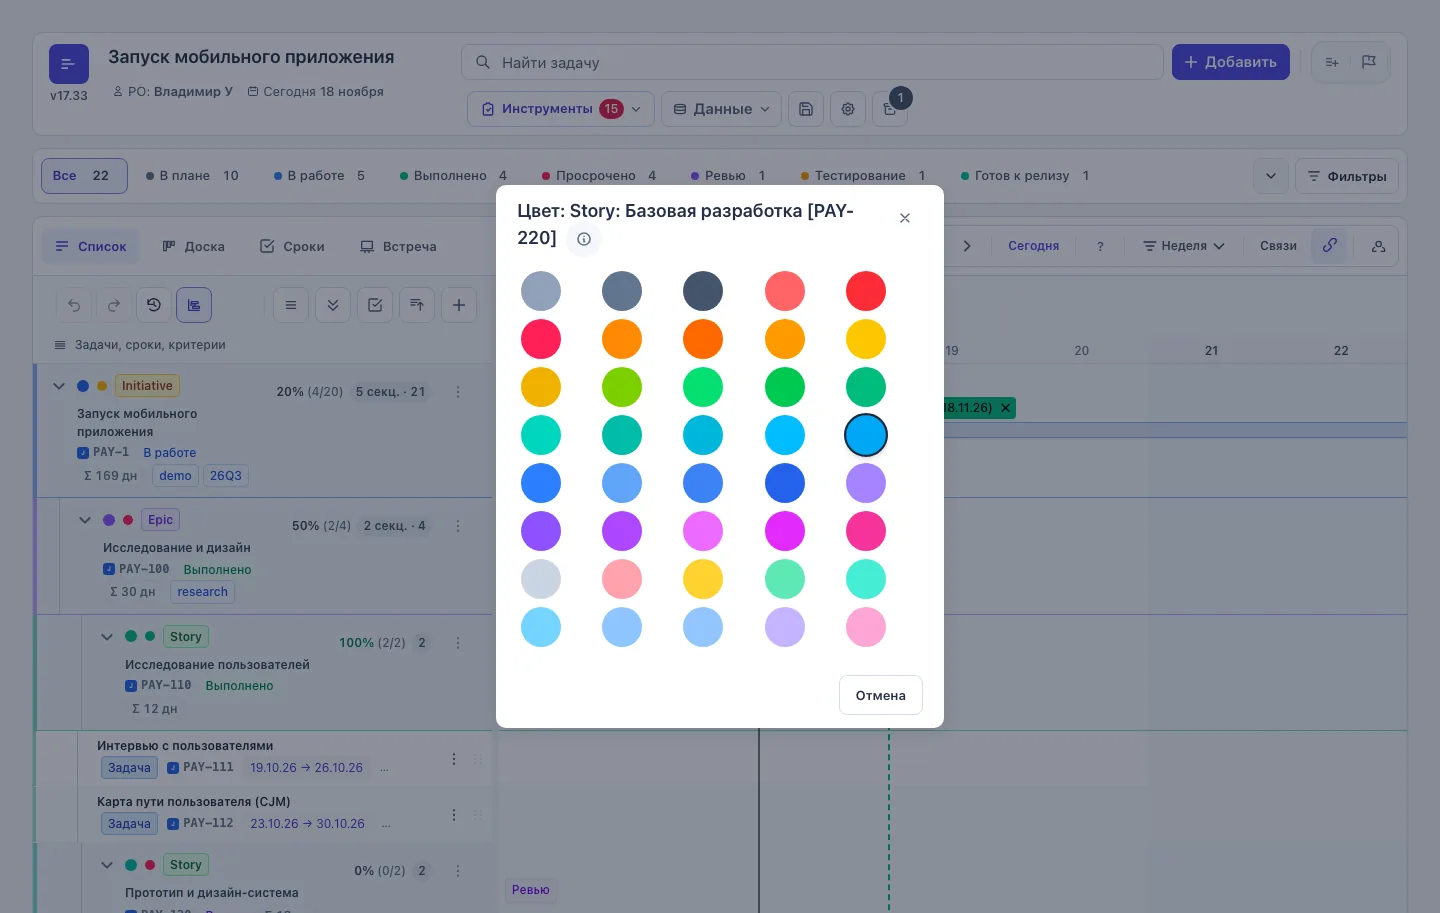 Запуск мобильного приложения
Найти задачу
Добавить
v17.33
PO: Владимир У
Сегодня 18 ноября
Инструменты 15
Данные
1
Все 22
В плане 10
В работе 5
Выполнено 4
Просрочено 4
Ревью 1
Тестирование 1
Готов к релизу 1
Фильтры
Список
Доска
Сроки
Встреча
Сегодня
?
Неделя
Связи
Цвет: Story: Базовая разработка [PAY-
220]
Задачи, сроки, критерии
19
20
21
22
Initiative
20% (4/20)
5 секц. · 21
Запуск мобильного
приложения
PAY-1
В работе
Σ 169 дн
demo
26Q3
18.11.26)
Epic
50% (2/4)
2 секц. · 4
Исследование и дизайн
PAY-100
Выполнено
Σ 30 дн
research
Story
100% (2/2)
2
Исследование пользователей
PAY-110
Выполнено
Σ 12 дн
Отмена
Интервью с пользователями
Задача
PAY-111
19.10.26 → 26.10.26
...
Карта пути пользователя (CJM)
Задача
PAY-112
23.10.26 → 30.10.26
...
Story
0% (0/2)
2
Прототип и дизайн-система
Ревью